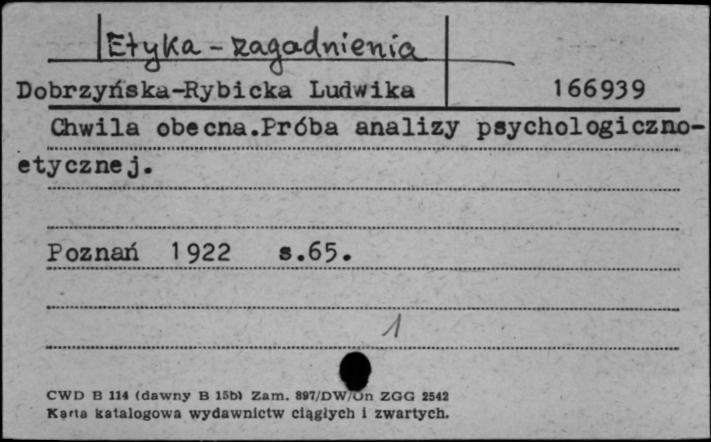 Etyka - zagadnienia
Dobrzyńska-Rybicka Ludwika 166939
Chwila obecna.Próba analizy psychologiczno-
etycznej.
Poznań 1922 s.65.
1
CWD B 114 (dawny B 15b) Zam. 897/DW/On ZGG 2542
Karta katalogowa wydawnictw ciągłych i zwartych.